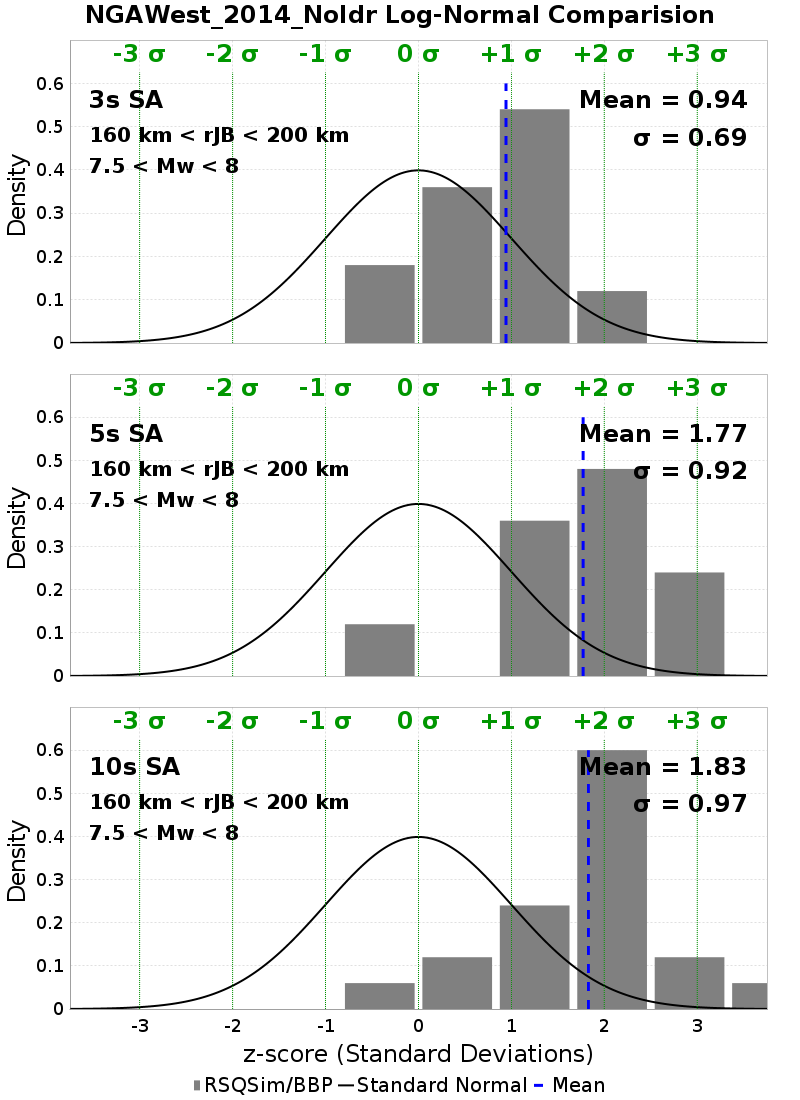 NGAWest_2014_NoIdr Log-Normal Comparision
-3 σ -2 σ -1 σ 0 σ +1 σ +2 σ +3 σ
3s SA Mean = 0.94
160 km < rJB < 200 km σ = 0.69
7.5 < Mw < 8
Density
0.6
0.5
0.4
0.3
0.2
0.1
0
-3 σ -2 σ -1 σ 0 σ +1 σ +2 σ +3 σ
5s SA Mean = 1.77
160 km < rJB < 200 km σ = 0.92
7.5 < Mw < 8
Density
0.6
0.5
0.4
0.3
0.2
0.1
0
-3 σ -2 σ -1 σ 0 σ +1 σ +2 σ +3 σ
10s SA Mean = 1.83
160 km < rJB < 200 km σ = 0.97
7.5 < Mw < 8
Density
0.6
0.5
0.4
0.3
0.2
0.1
0
-3 -2 -1 0 1 2 3
z-score (Standard Deviations)
RSQSim/BBP Standard Normal Mean